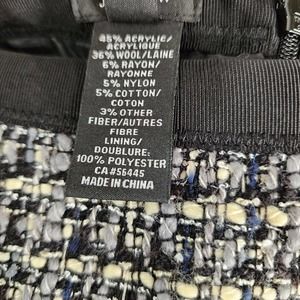 45% ACRYLIC/
ACRYLIQUE
36% WOOL/LAINE
6% RAYON/
RAYONNE
5% NYLON
5% COTTON/
COTON
3% OTHER
FIBER/AUTRES
FIBRE
LINING/
DOUBLURE:
100% POLYESTER
CA#56445
MADE IN CHINA